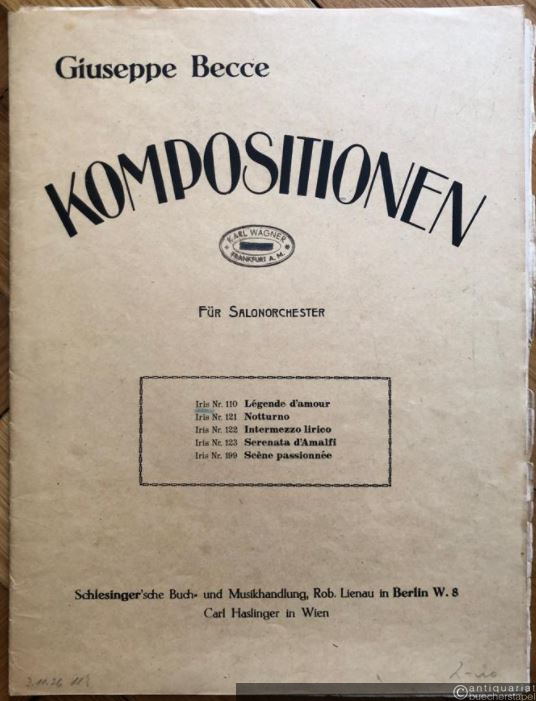 Giuseppe Becce
KOMPOSITIONEN
KARL WAGNER
FRANKFURT A. M.
FÜR SALONORCHESTER
Iris Nr. 110 Légende d'amour
Iris Nr. 121 Notturno
Iris Nr. 122 Intermezzo lirico
Iris Nr. 123 Serenata d'Amalfi
Iris Nr. 199 Scène passionnée
Schlesinger'sche Buch- und Musikhandlung, Rob. Lienau in Berlin W. 8
Carl Haslinger in Wien
©antiquariat
buecherstapel